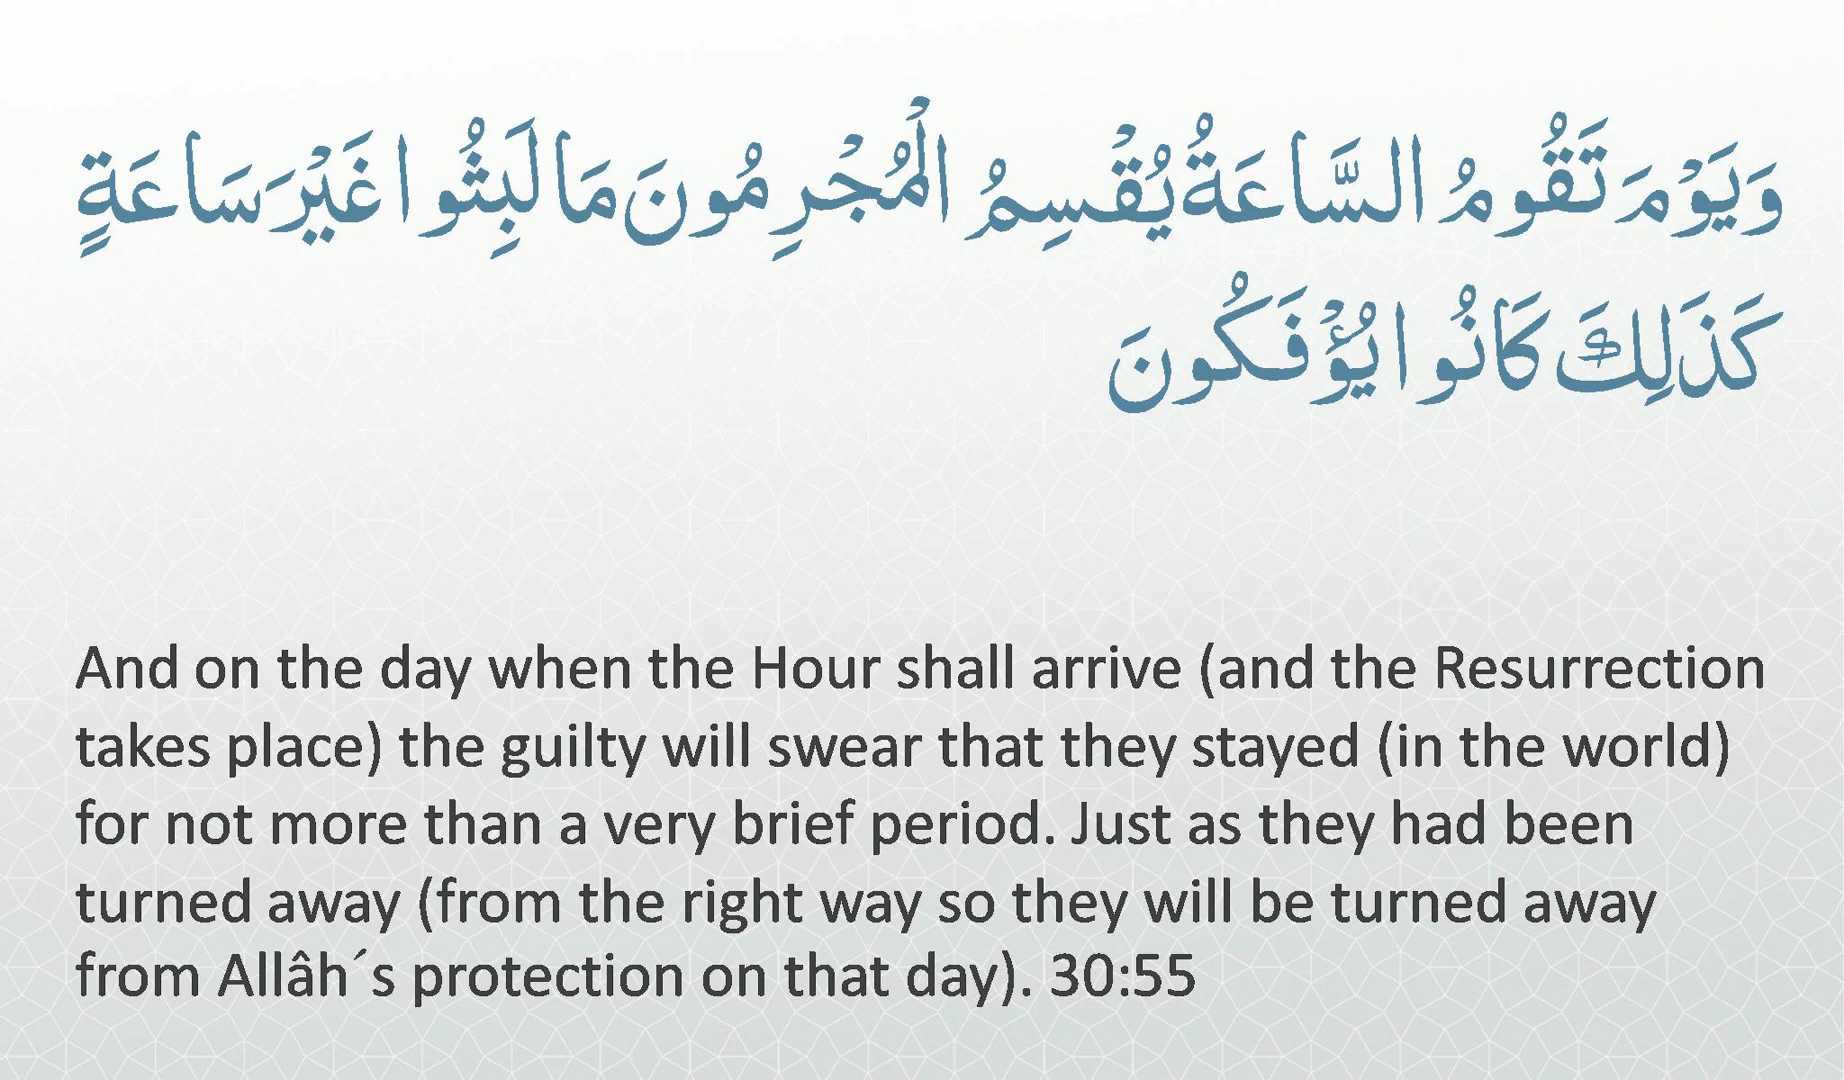 وَيَوْمَ تَقُومُ السَّاعَةُ يُقْسِمُ الْمُجْرِمُونَ مَا لَبِثُوا غَيْرَ سَاعَةٍ
كَذَلِكَ كَانُوا يُؤْفَكُونَ
And on the day when the Hour shall arrive (and the Resurrection
takes place) the guilty will swear that they stayed (in the world)
for not more than a very brief period. Just as they had been
turned away (from the right way so they will be turned away
from Allâh´s protection on that day). 30:55